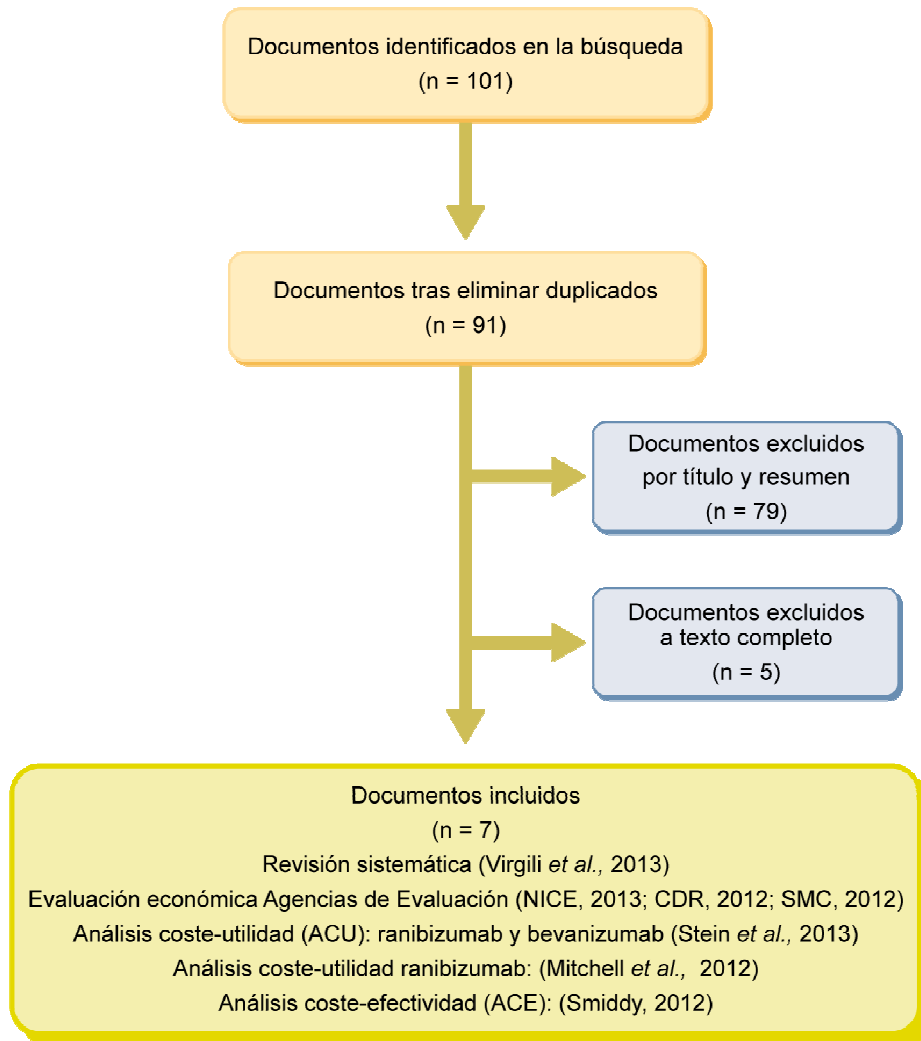 Documentos identificados en la búsqueda
(n = 101)
Documentos tras eliminar duplicados
(n = 91)
Documentos excluidos
por título y resumen
(n = 79)
Documentos excluidos
a texto completo
(n = 5)
Documentos incluidos
(n = 7)
Revisión sistemática (Virgili et al., 2013)
Evaluación económica Agencias de Evaluación (NICE, 2013; CDR, 2012; SMC, 2012)
Análisis coste-utilidad (ACU): ranibizumab y bevanizumab (Stein et al., 2013)
Análisis coste-utilidad ranibizumab: (Mitchell et al., 2012)
Análisis coste-efectividad (ACE): (Smiddy, 2012)